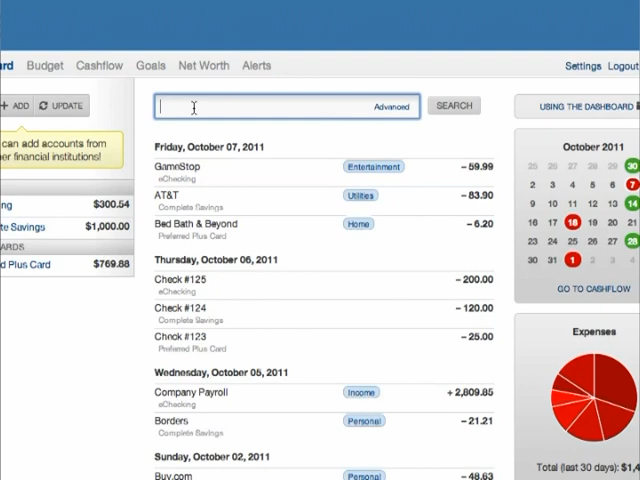 rd Budget Cashflow Goals Net Worth Alerts Settings Logout
+ ADD UPDATE
Advanced
SEARCH
USING THE DASHBOARD
can add accounts from
er financial institutions!
ng $300.54
te Savings $1,000.00
ARDS
d Plus Card $769.88
Friday, October 07, 2011
GameStop Entertainment – 59.99
eChecking
AT&T Utilities – 83.90
Complete Savings
Bed Bath & Beyond Home – 6.20
Preferred Plus Card
Thursday, October 06, 2011
Check #125 – 200.00
eChecking
Check #124 – 120.00
Complete Savings
Check #123 – 25.00
Preferred Plus Card
Wednesday, October 05, 2011
Company Payroll Income + 2,809.85
eChecking
Borders Personal – 21.21
Complete Savings
Sunday, October 02, 2011
Buy.com Personal – 48.63
October 2011
25 26 27 28 29 30
2 3 4 5 6 7
9 10 11 12 13 14
16 17 18 19 20 21
23 24 25 26 27 28
30 31 1 2 3 4
GO TO CASHFLOW
Expenses
Total (last 30 days): $1,4